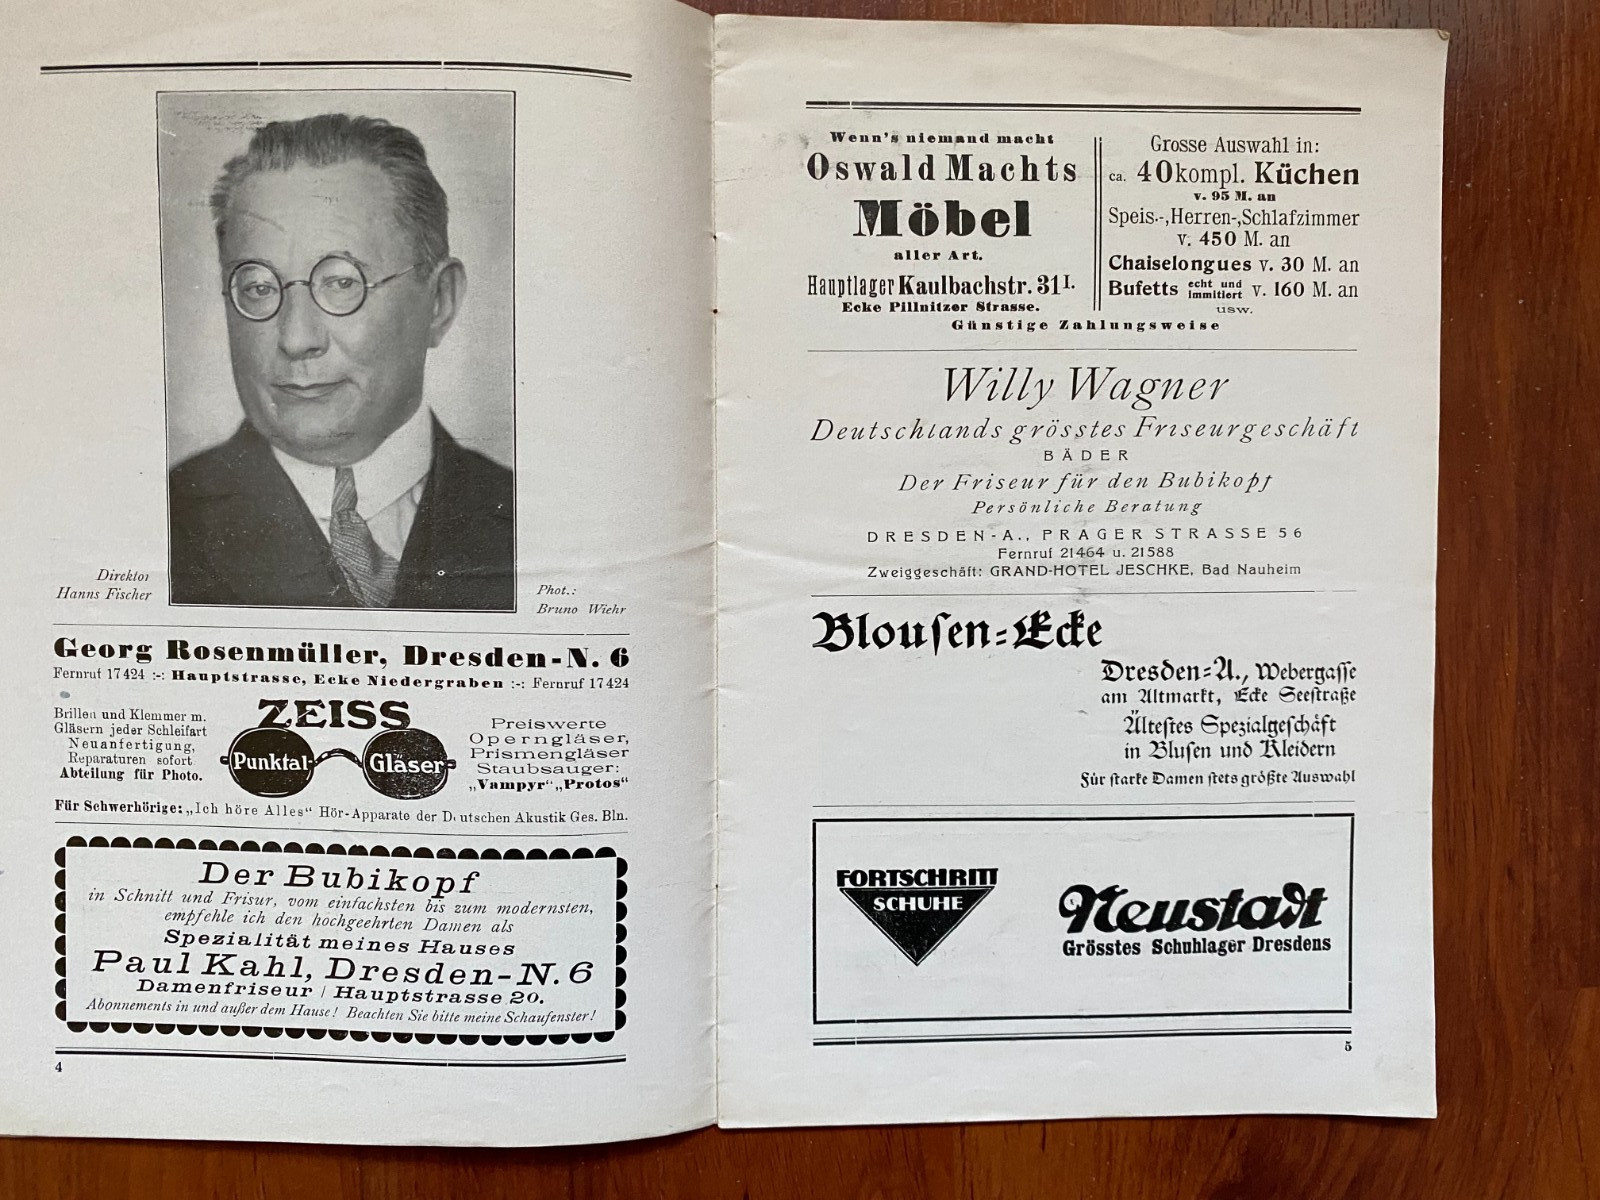 Direktor
Hanns Fischer
Phot.:
Bruno Wiehr
Georg Rosenmüller, Dresden-N. 6
Fernruf 17424 :-: Hauptstrasse, Ecke Niedergraben :-: Fernruf 17424
Brillen und Klemmer m.
Gläsern jeder Schleifart
Neuanfertigung,
Reparaturen sofort
Abteilung für Photo.
ZEISS
Punktal Gläser
Preiswerte
Operngläser,
Prismengläser
Staubsauger:
„Vampyr“ „Protos“
Für Schwerhörige: „Ich höre Alles“ Hör-Apparate der Deutschen Akustik Ges. Bln.
Der Bubikopf
in Schnitt und Frisur, vom einfachsten bis zum modernsten,
empfehle ich den hochgeehrten Damen als
Spezialität meines Hauses
Paul Kahl, Dresden-N. 6
Damenfriseur / Hauptstrasse 20.
Abonnements in und außer dem Hause! Beachten Sie bitte meine Schaufenster!
4
Wenn's niemand macht
Oswald Machts
Möbel
aller Art.
Hauptlager Kaulbachstr. 31 I.
Ecke Pillnitzer Strasse.
Grosse Auswahl in:
ca. 40 kompl. Küchen
v. 95 M. an
Speis.-, Herren-, Schlafzimmer
v. 450 M. an
Chaiselongues v. 30 M. an
Bufetts echt und immitiert v. 160 M. an
usw.
Günstige Zahlungsweise
Willy Wagner
Deutschlands grösstes Friseurgeschäft
BÄDER
Der Friseur für den Bubikopf
Persönliche Beratung
DRESDEN-A., PRAGER STRASSE 56
Fernruf 21464 u. 21588
Zweiggeschäft: GRAND-HOTEL JESCHKE, Bad Nauheim
Blousen=Ecke
Dresden=A., Webergasse
am Altmarkt, Ecke Seestraße
Ältestes Spezialgeschäft
in Blusen und Kleidern
Für starke Damen stets größte Auswahl
FORTSCHRITT
SCHUHE
Neustadt
Grösstes Schuhlager Dresdens
5